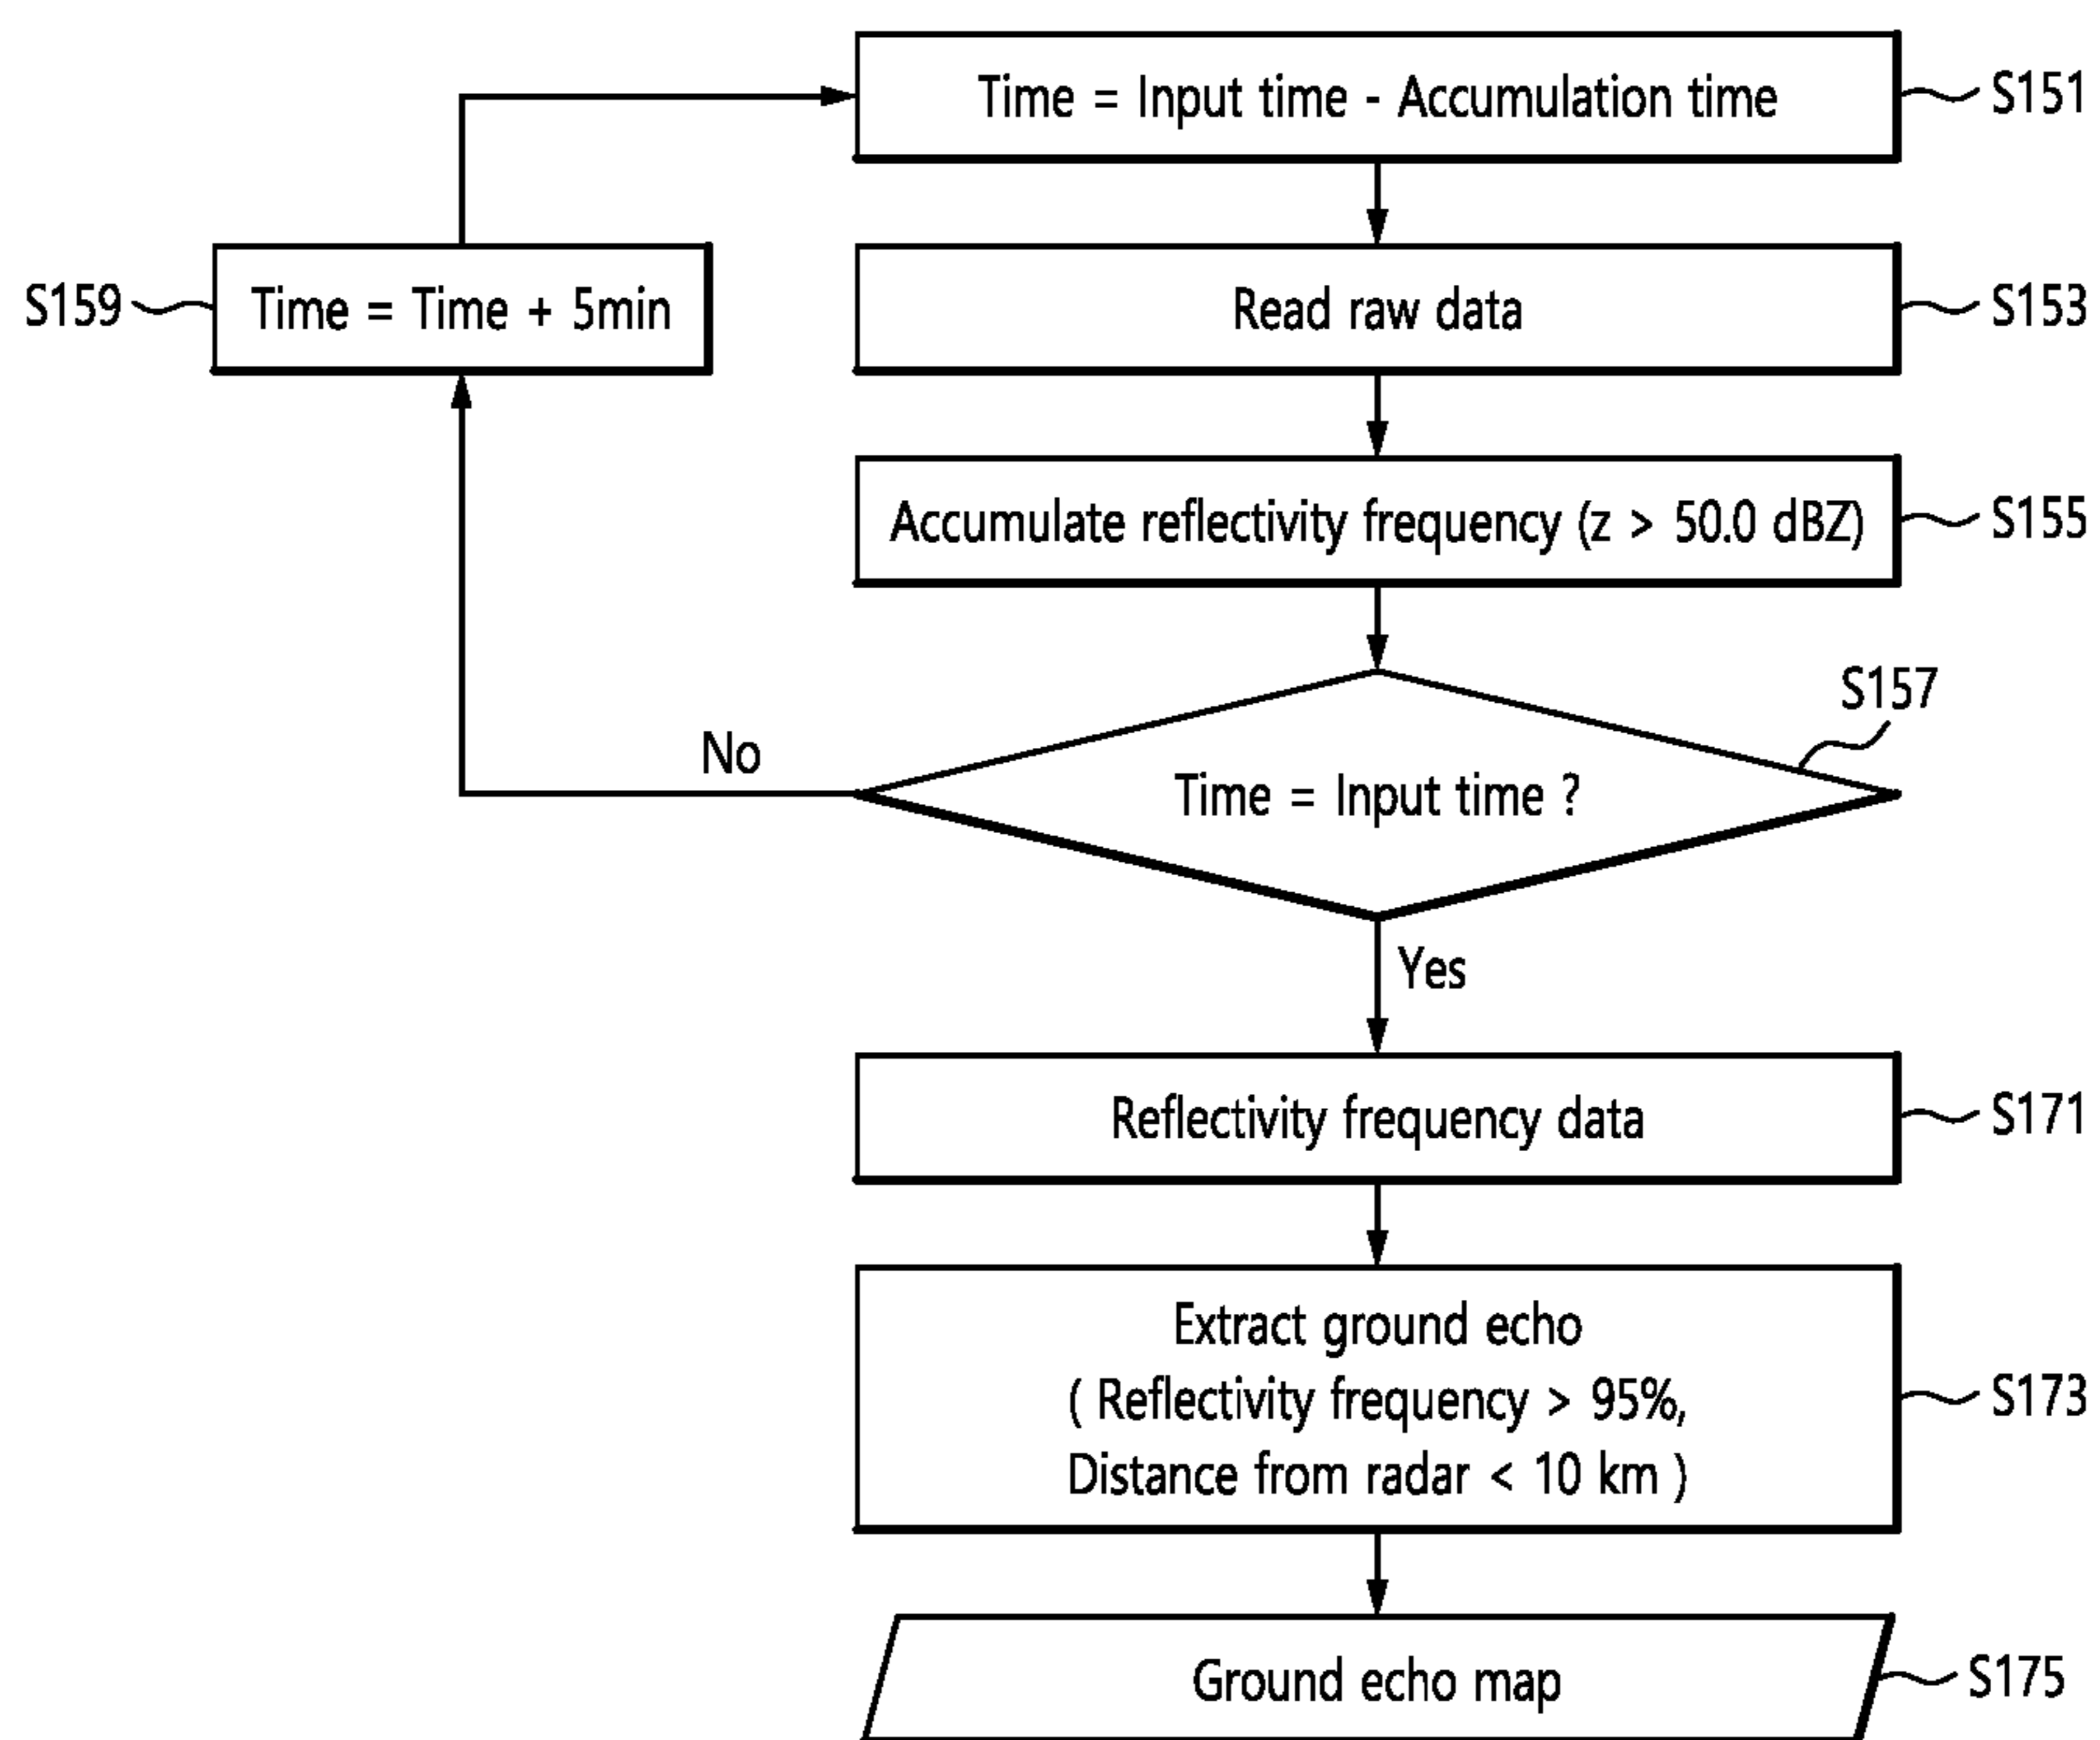 Time = Input time - Accumulation time
S151
S159
Time = Time + 5min
Read raw data
S153
Accumulate reflectivity frequency (z > 50.0 dBZ)
S155
S157
No
Time = Input time ?
Yes
Reflectivity frequency data
S171
Extract ground echo
( Reflectivity frequency > 95%,
Distance from radar < 10 km )
S173
Ground echo map
S175